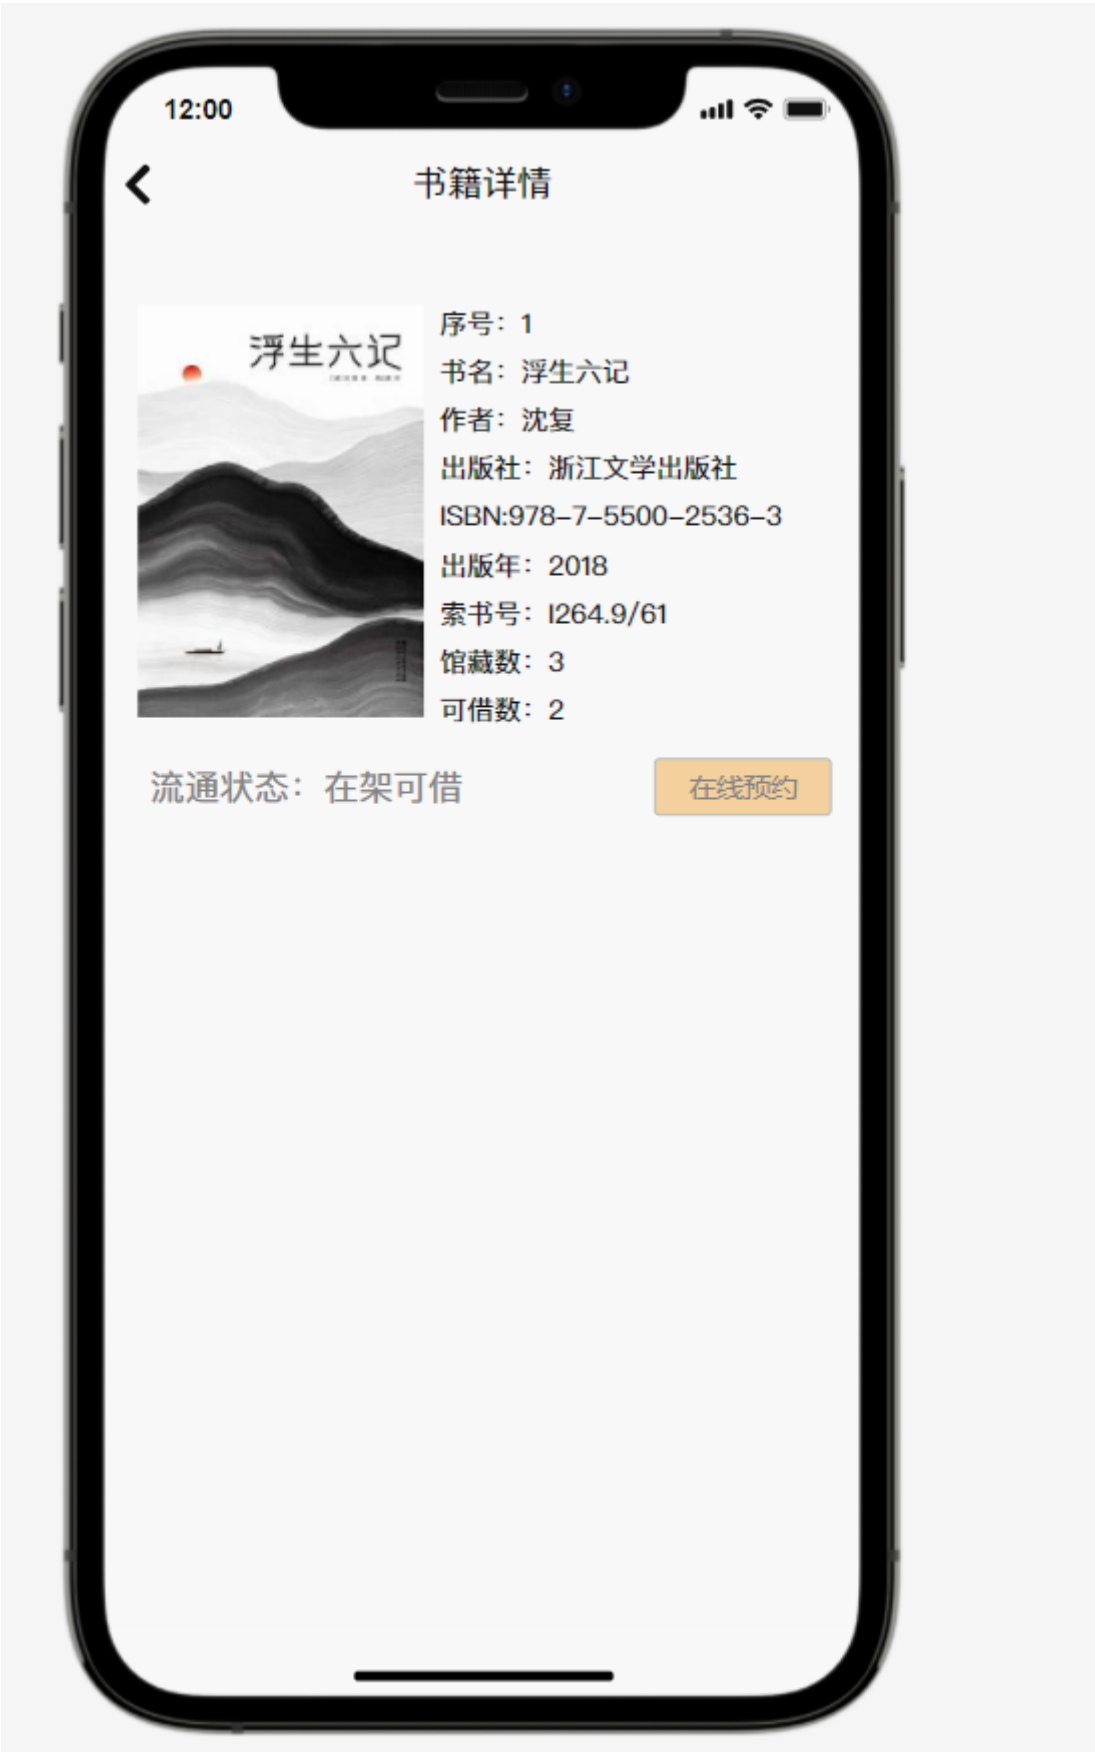 12:00
书籍详情
浮生六记
序号：1
书名：浮生六记
作者：沈复
出版社：浙江文学出版社
ISBN:978-7-5500-2536-3
出版年：2018
索书号：I264.9/61
馆藏数：3
可借数：2
流通状态：在架可借
在线预约